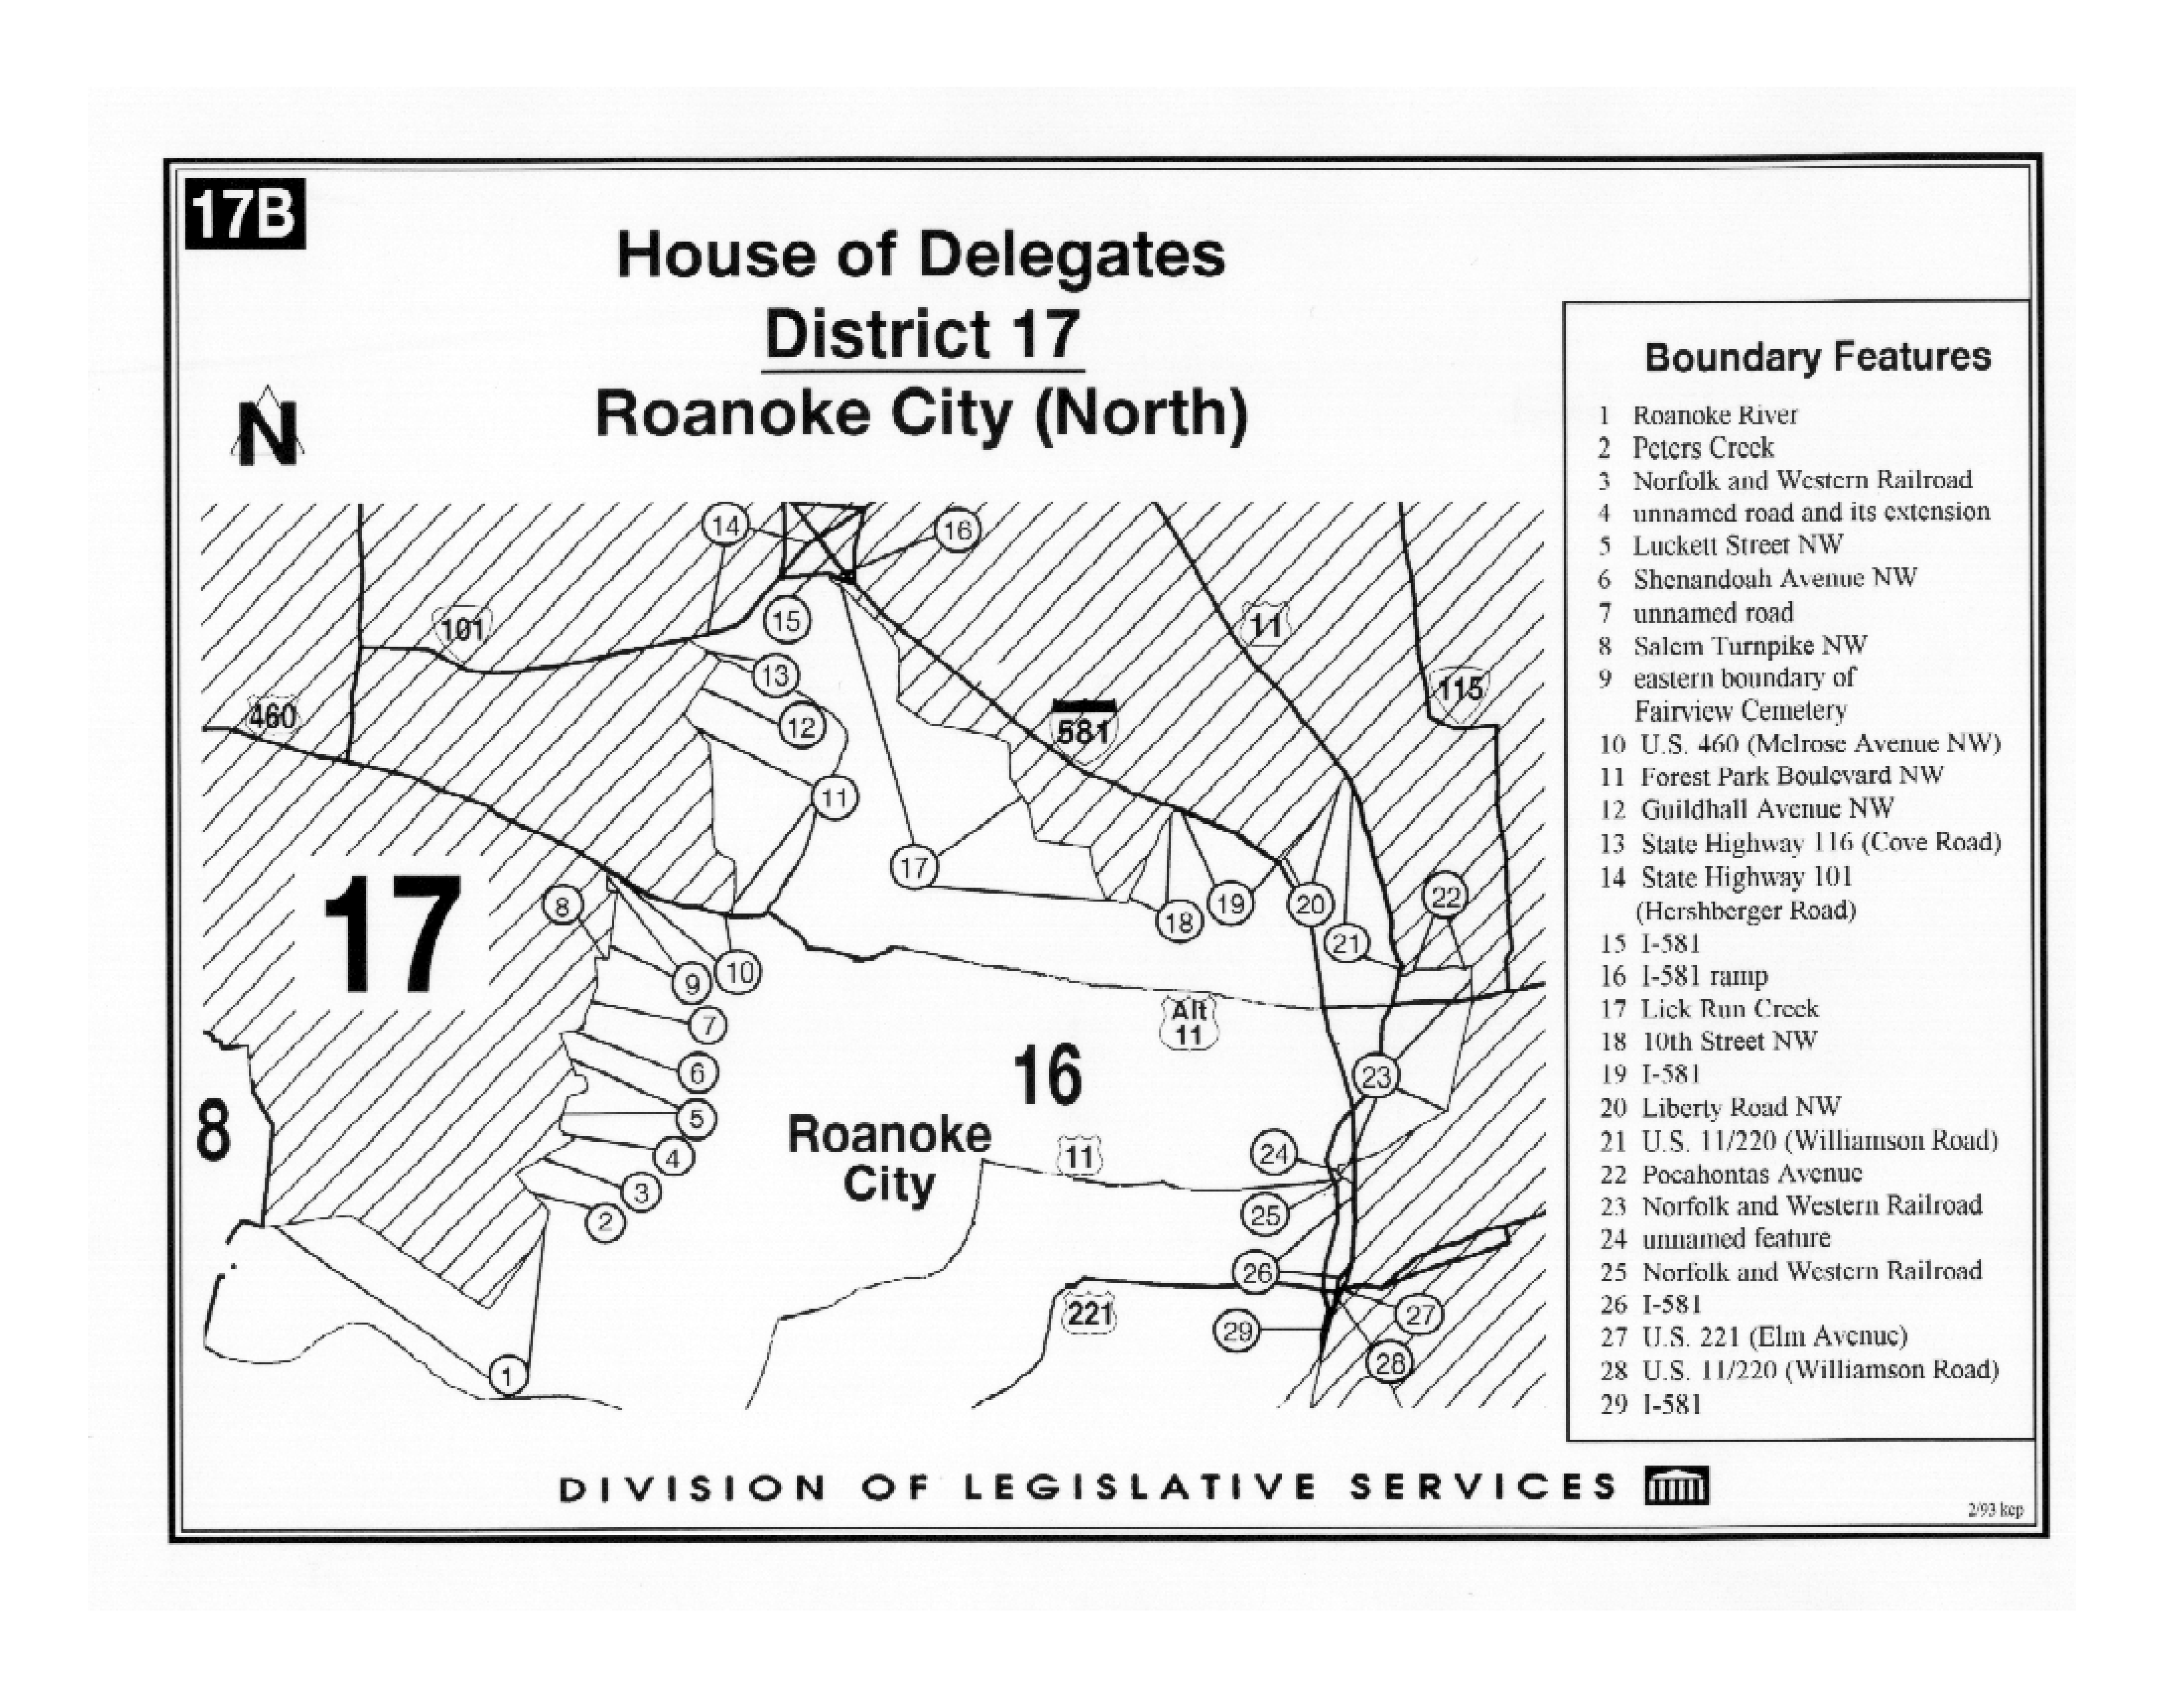 17B
House of Delegates
District 17
Roanoke City (North)
N
Boundary Features
1 Roanoke River
2 Peters Creek
3 Norfolk and Western Railroad
4 unnamed road and its extension
5 Luckett Street NW
6 Shenandoah Avenue NW
7 unnamed road
8 Salem Turnpike NW
9 eastern boundary of
Fairview Cemetery
10 U.S. 460 (Melrose Avenue NW)
11 Forest Park Boulevard NW
12 Guildhall Avenue NW
13 State Highway 116 (Cove Road)
14 State Highway 101
(Hershberger Road)
15 I-581
16 I-581 ramp
17 Lick Run Creek
18 10th Street NW
19 I-581
20 Liberty Road NW
21 U.S. 11/220 (Williamson Road)
22 Pocahontas Avenue
23 Norfolk and Western Railroad
24 unnamed feature
25 Norfolk and Western Railroad
26 I-581
27 U.S. 221 (Elm Avenue)
28 U.S. 11/220 (Williamson Road)
29 I-581
14
16
15
101
11
13
115
460
12
581
11
17
17
8
22
19
20
18
21
10
9
7
Alt
11
6
16
23
8
5
Roanoke
City
11
24
4
3
25
2
26
221
27
29
28
1
DIVISION OF LEGISLATIVE SERVICES
2/93 kcp